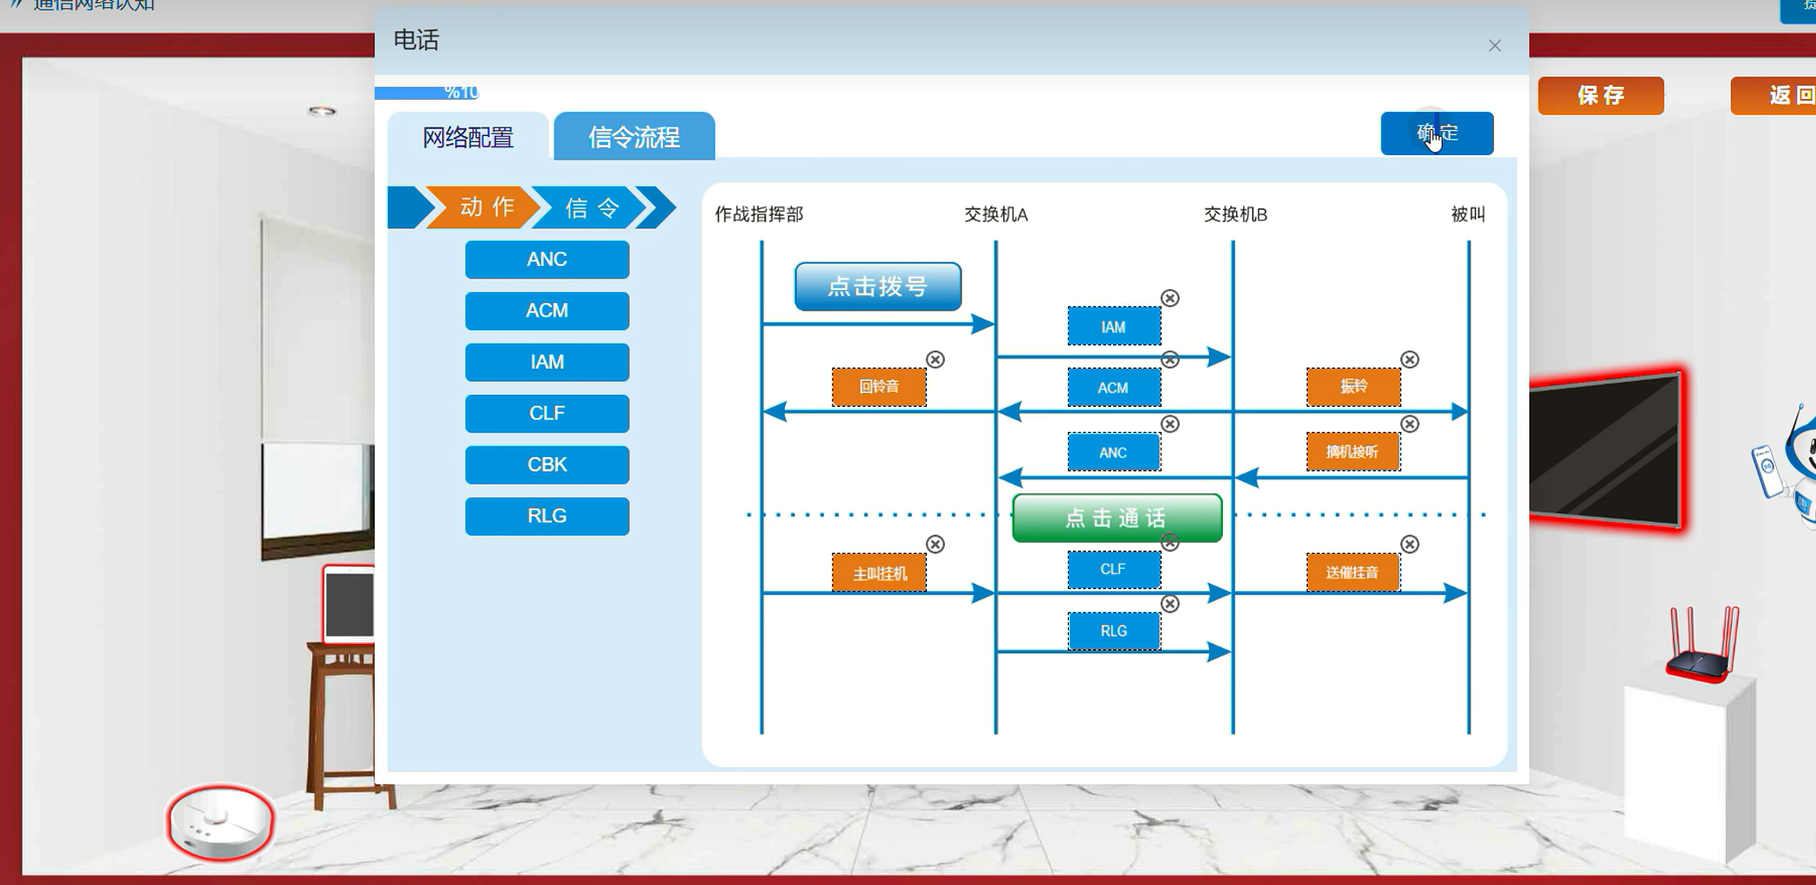 通信网络认知
电话
%10
保存
返回
网络配置
信令流程
确定
动作
信令
ANC
ACM
IAM
CLF
CBK
RLG
作战指挥部
交换机A
交换机B
被叫
点击拨号
IAM
回铃音
ACM
振铃
ANC
摘机接听
点击通话
主叫挂机
CLF
送催挂音
RLG